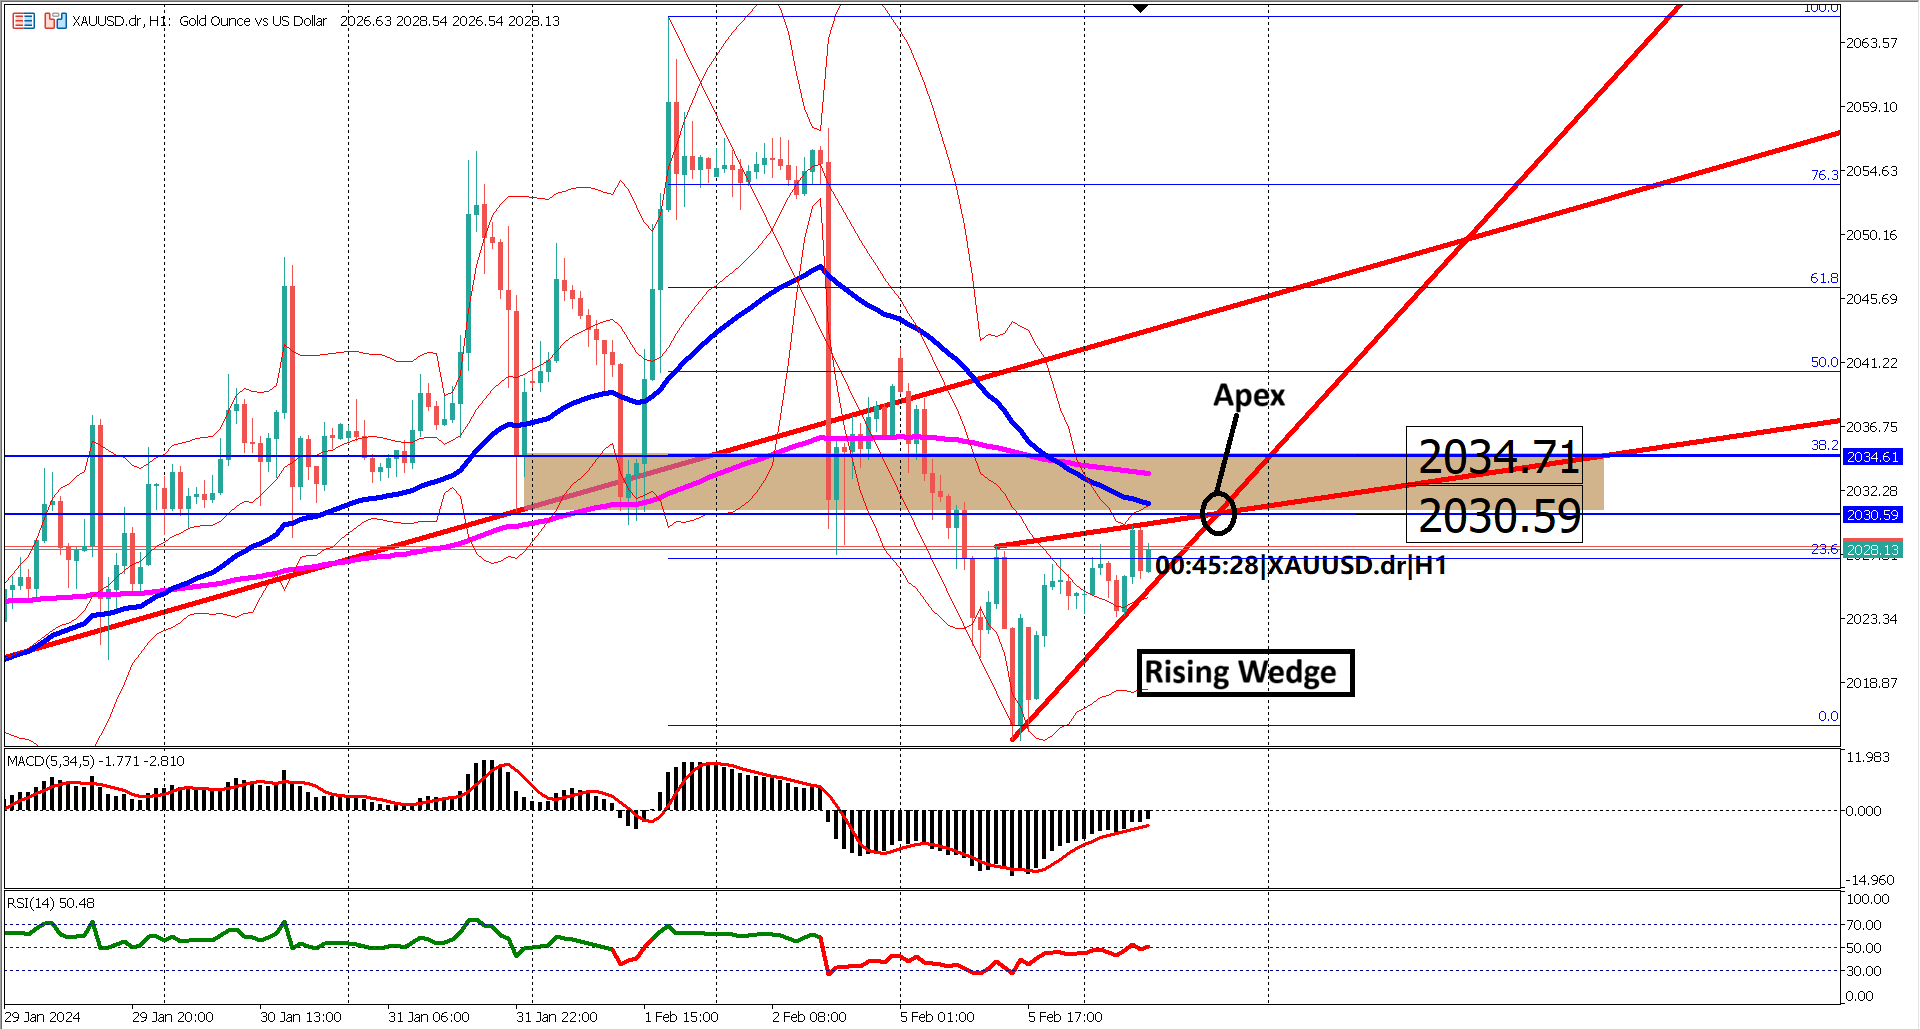 XAUUSD.dr, H1: Gold Ounce vs US Dollar 2026.63 2028.54 2026.54 2028.13
100.0
2063.57
2059.10
76.3
2054.63
2050.16
61.8
2045.69
50.0
2041.22
Apex
2036.75
38.2
2034.71
2034.61
2032.28
2030.59
2030.59
23.6
2028.13
00:45:28|XAUUSD.dr|H1
2023.34
Rising Wedge
2018.87
0.0
MACD(5,34,5) -1.771 -2.810
11.983
0.000
-14.960
RSI(14) 50.48
100.00
70.00
50.00
30.00
0.00
29 Jan 2024
29 Jan 20:00
30 Jan 13:00
31 Jan 06:00
31 Jan 22:00
1 Feb 15:00
2 Feb 08:00
5 Feb 01:00
5 Feb 17:00